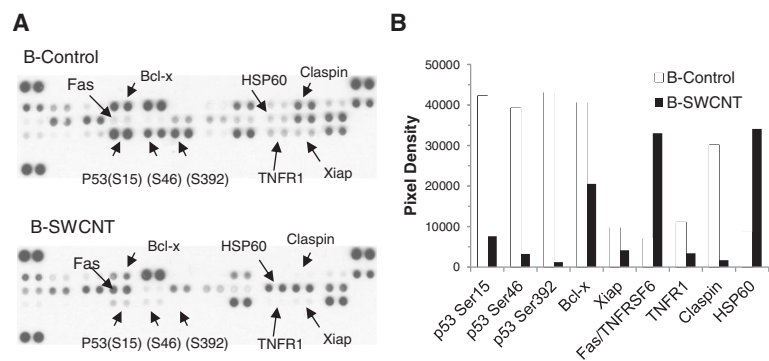 A
B-Control
Fas
Bcl-x
HSP60
Claspin
P53(S15) (S46) (S392)
TNFR1
Xiap
B-SWCNT
Fas
Bcl-x
HSP60
Claspin
P53(S15) (S46) (S392)
TNFR1
Xiap
B
Pixel Density
50000
40000
30000
20000
10000
0
B-Control
B-SWCNT
p53 Ser15
p53 Ser46
p53 Ser392
Bcl-x
Xiap
Fas/TNFRSF6
TNFR1
Claspin
HSP60